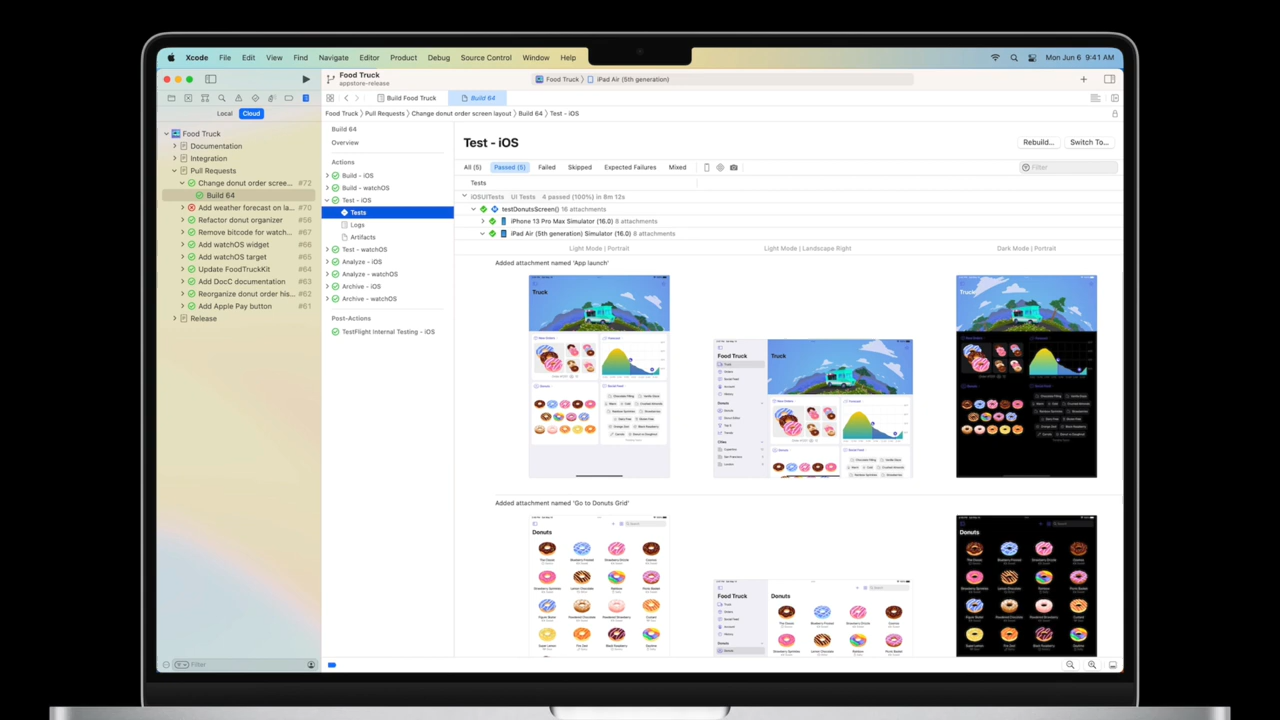 Xcode File Edit View Find Navigate Editor Product Debug Source Control Window Help
Mon Jun 6 9:41 AM
Food Truck
appstore-release
Food Truck
iPad Air (5th generation)
Build Food Truck
Build 64
Local Cloud
Food Truck
Documentation
Integration
Pull Requests
Change donut order scree... #72
Build 64
Add weather forecast on la... #70
Refactor donut organizer #56
Remove bitcode for watch... #67
Add watchOS widget #66
Add watchOS target #65
Update FoodTruckKit #64
Add DocC documentation #62
Reorganize donut order his... #63
Add Apple Pay button #61
Release
Filter
Food Truck Pull Requests Change donut order screen layout Build 64 Test - iOS
Build 64
Overview
Actions
Build - iOS
Build - watchOS
Test - iOS
Tests
Logs
Artifacts
Test - watchOS
Analyze - iOS
Analyze - watchOS
Archive - iOS
Archive - watchOS
Post-Actions
TestFlight Internal Testing - iOS
Test - iOS
Rebuild... Switch To...
All (5) Passed (5) Failed Skipped Expected Failures Mixed
Filter
Tests
iOSUITests UI Tests 4 passed (100%) in 8m 12s
testDonutsScreen() 16 attachments
iPhone 13 Pro Max Simulator (16.0) 8 attachments
iPad Air (5th generation) Simulator (16.0) 8 attachments
Light Mode | Portrait
Light Mode | Landscape Right
Dark Mode | Portrait
Added attachment named 'App launch'
Truck
Food Truck
Truck
Truck
Added attachment named 'Go to Donuts Grid'
Donuts
Food Truck
Donuts
Donuts